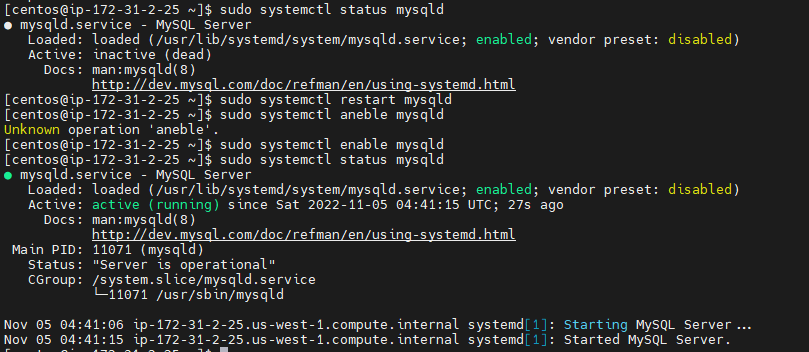 [centos@ip-172-31-2-25 ~]$ sudo systemctl status mysqld
● mysqld.service - MySQL Server
   Loaded: loaded (/usr/lib/systemd/system/mysqld.service; enabled; vendor preset: disabled)
   Active: inactive (dead)
     Docs: man:mysqld(8)
           http://dev.mysql.com/doc/refman/en/using-systemd.html
[centos@ip-172-31-2-25 ~]$ sudo systemctl restart mysqld
[centos@ip-172-31-2-25 ~]$ sudo systemctl aneble mysqld
Unknown operation 'aneble'.
[centos@ip-172-31-2-25 ~]$ sudo systemctl enable mysqld
[centos@ip-172-31-2-25 ~]$ sudo systemctl status mysqld
● mysqld.service - MySQL Server
   Loaded: loaded (/usr/lib/systemd/system/mysqld.service; enabled; vendor preset: disabled)
   Active: active (running) since Sat 2022-11-05 04:41:15 UTC; 27s ago
     Docs: man:mysqld(8)
           http://dev.mysql.com/doc/refman/en/using-systemd.html
 Main PID: 11071 (mysqld)
   Status: "Server is operational"
   CGroup: /system.slice/mysqld.service
           └─11071 /usr/sbin/mysqld

Nov 05 04:41:06 ip-172-31-2-25.us-west-1.compute.internal systemd[1]: Starting MySQL Server...
Nov 05 04:41:15 ip-172-31-2-25.us-west-1.compute.internal systemd[1]: Started MySQL Server.
[centos@ip-172-31-2-25 ~]$